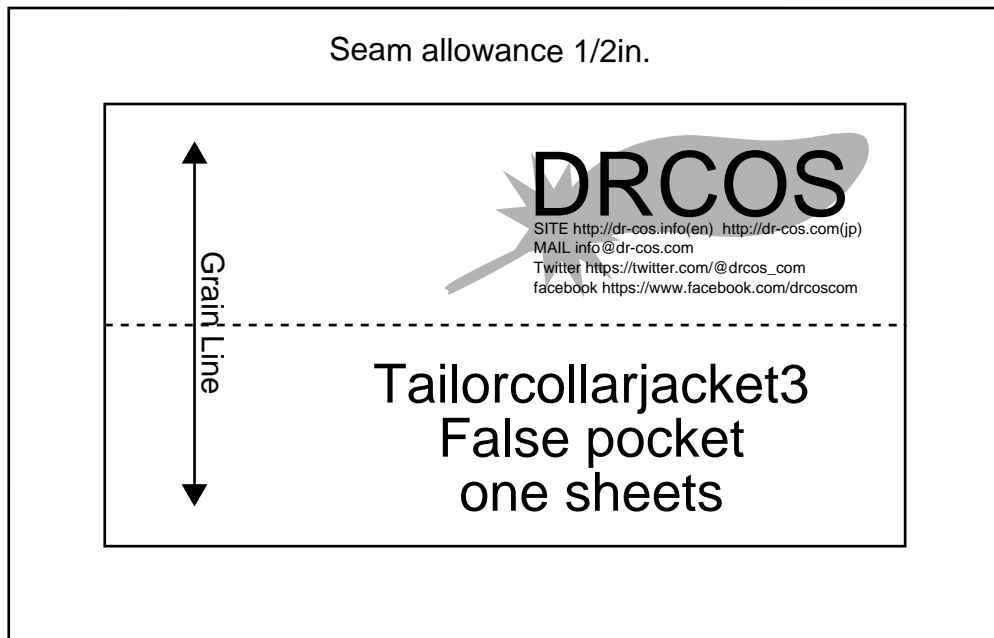 Seam allowance 1/2in.
DRCOS
SITE http://dr-cos.info(en) http://dr-cos.com(jp)
MAIL info@dr-cos.com
Twitter https://twitter.com/@drcos_com
facebook https://www.facebook.com/drcoscom
Grain Line
Tailorcollarjacket3
False pocket
one sheets